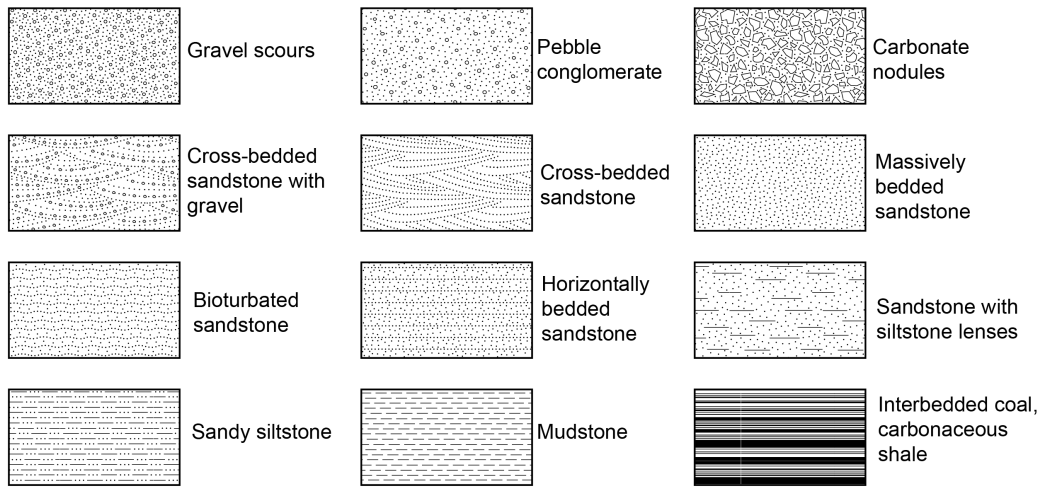 Gravel scours
Pebble
conglomerate
Carbonate
nodules
Cross-bedded
sandstone with
gravel
Cross-bedded
sandstone
Massively
bedded
sandstone
Bioturbated
sandstone
Horizontally
bedded
sandstone
Sandstone with
siltstone lenses
Sandy siltstone
Mudstone
Interbedded coal,
carbonaceous
shale